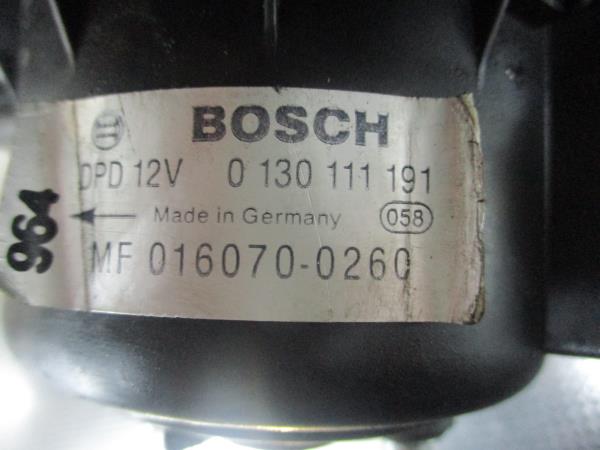 BOSCH
DPD 12V 0 130 111 191
Made in Germany 058
MF 016070-0260
964